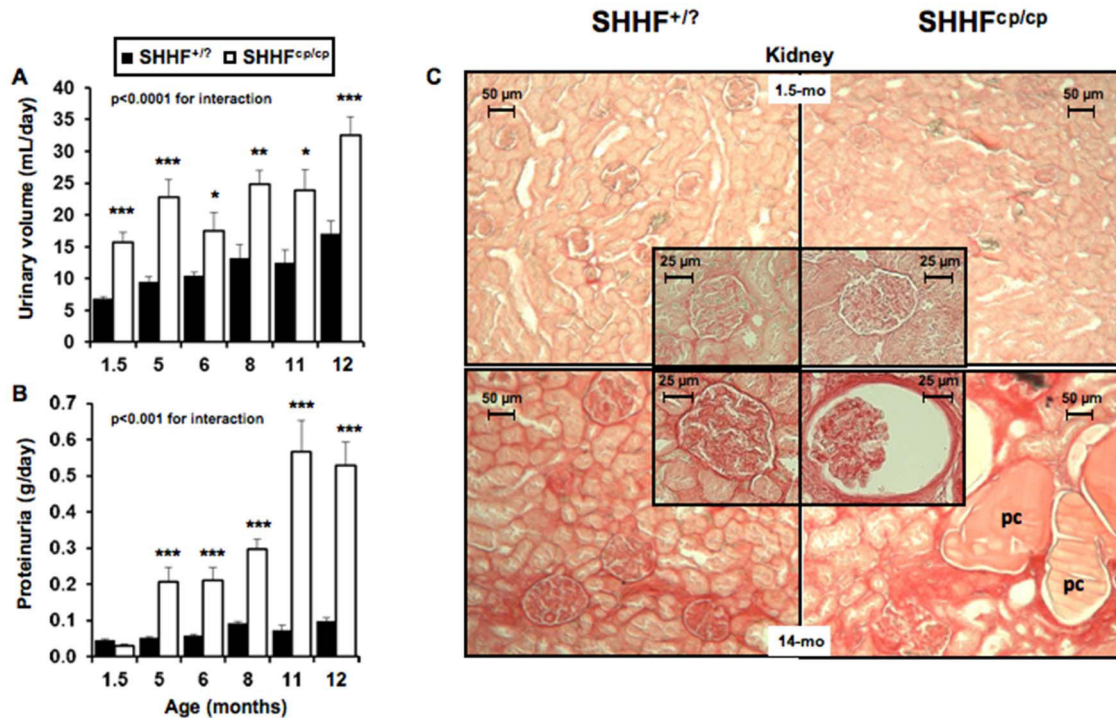 SHHF+/? SHHFcp/cp
A
p<0.0001 for interaction
Urinary volume (mL/day)
40
35
30
25
20
15
10
5
0
*** *** * ** * ***
1.5 5 6 8 11 12
B
p<0.001 for interaction
Proteinuria (g/day)
0.7
0.6
0.5
0.4
0.3
0.2
0.1
0.0
*** *** *** *** ***
1.5 5 6 8 11 12
Age (months)
SHHF+/? SHHFcp/cp
Kidney
C
1.5-mo
50 µm
50 µm
25 µm
25 µm
50 µm
25 µm
25 µm
50 µm
pc
pc
14-mo